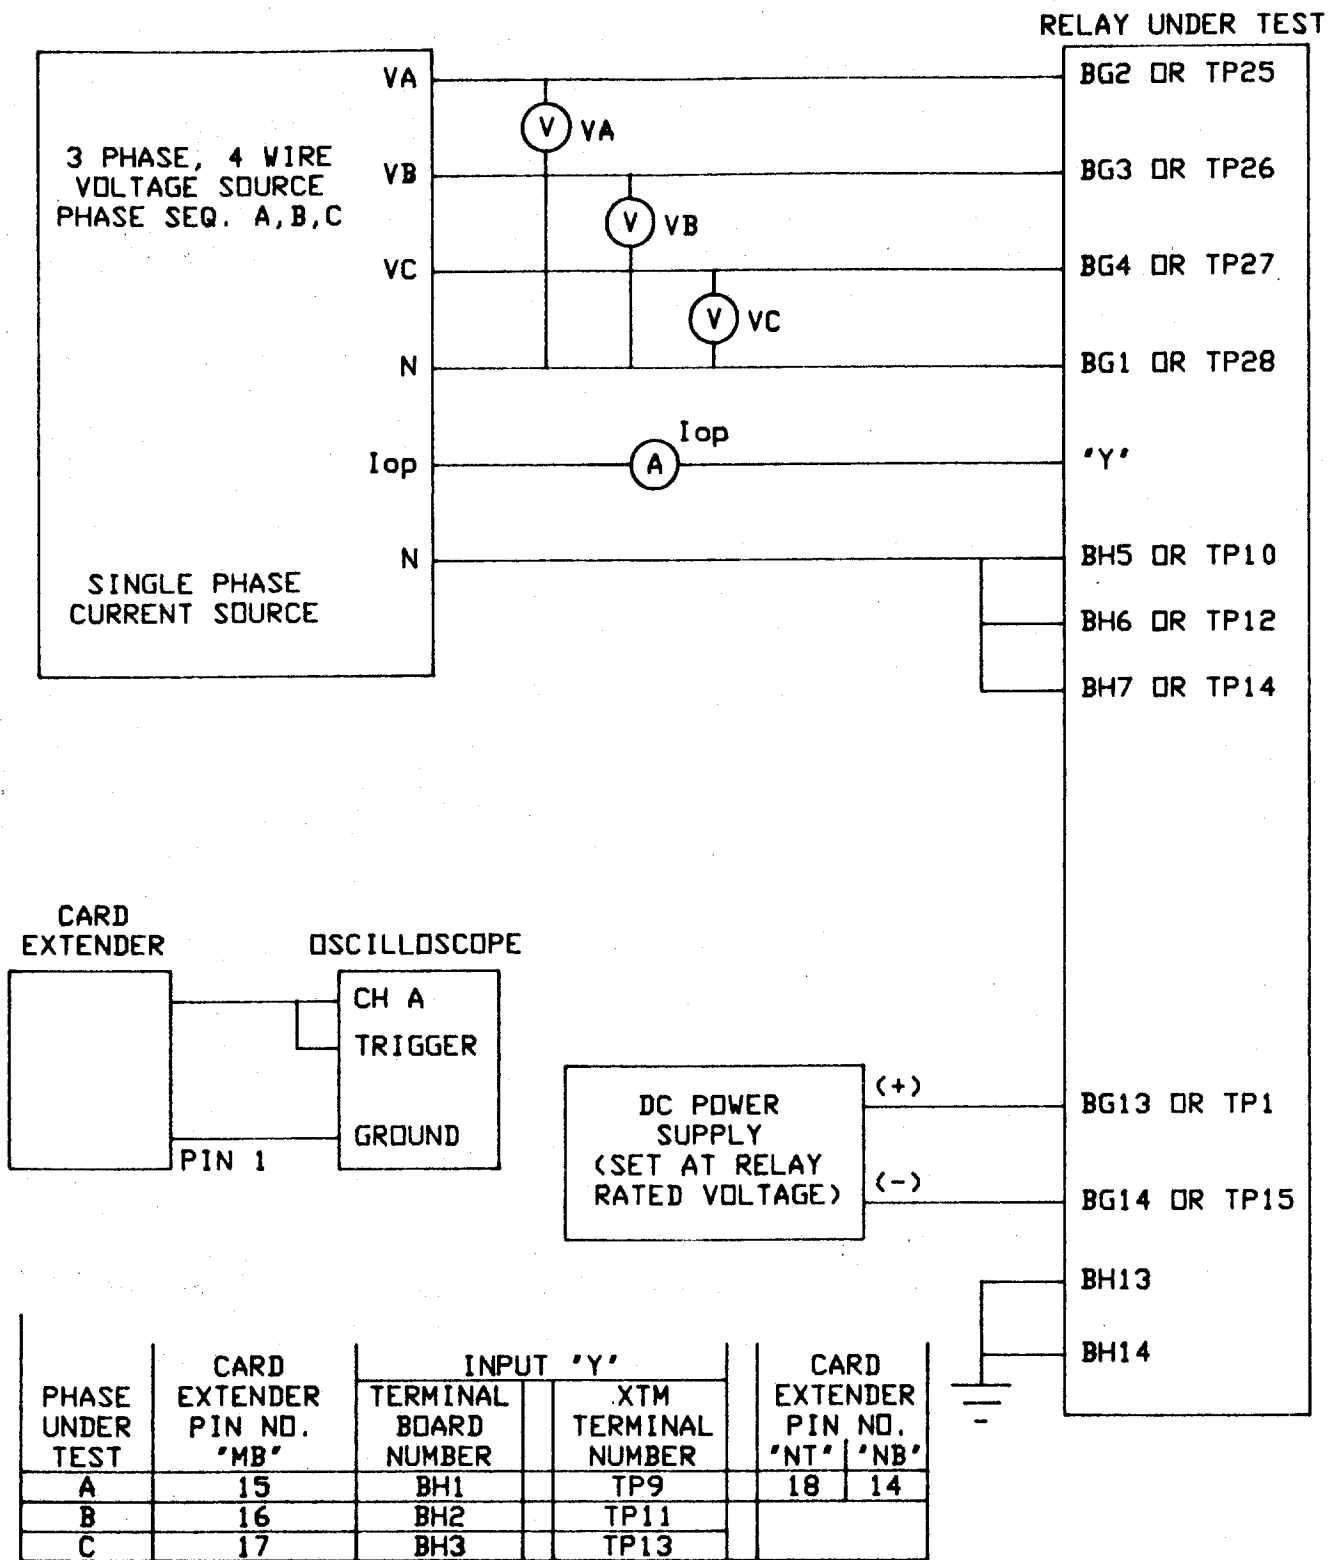 RELAY UNDER TEST
3 PHASE, 4 WIRE
VOLTAGE SOURCE
PHASE SEQ. A,B,C
VA
VB
VC
N
Iop
N
SINGLE PHASE
CURRENT SOURCE
V VA
V VB
V VC
Iop
A
BG2 OR TP25
BG3 OR TP26
BG4 OR TP27
BG1 OR TP28
"Y"
BH5 OR TP10
BH6 OR TP12
BH7 OR TP14
CARD
EXTENDER
PIN 1
OSCILLOSCOPE
CH A
TRIGGER
GROUND
DC POWER
SUPPLY
(SET AT RELAY
RATED VOLTAGE)
(+)
(-)
BG13 OR TP1
BG14 OR TP15
BH13
BH14
PHASE
UNDER
TEST
CARD
EXTENDER
PIN NO.
"MB"
INPUT "Y"
TERMINAL
BOARD
NUMBER
XTM
TERMINAL
NUMBER
CARD
EXTENDER
PIN NO.
"NT" "NB"
A 15 BH1 TP9 18 14
B 16 BH2 TP11
C 17 BH3 TP13